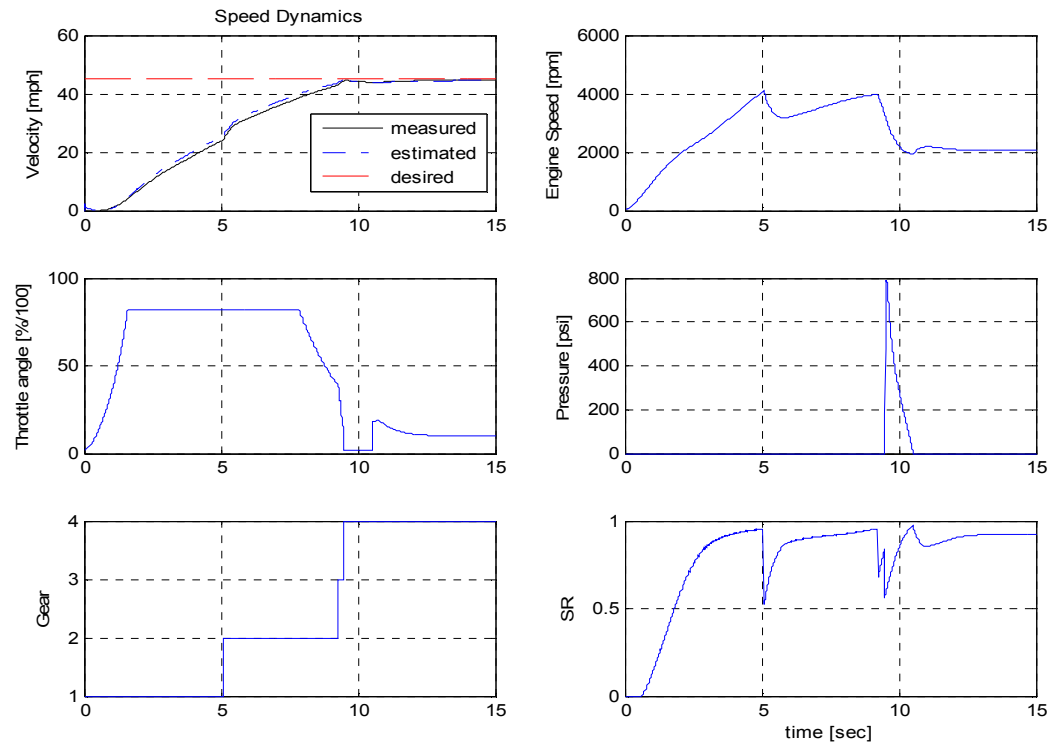 Speed Dynamics
Velocity [mph]
60
40
20
0
0 5 10 15
measured
estimated
desired
Engine Speed [rpm]
6000
4000
2000
0
0 5 10 15
Throttle angle [%/100]
100
50
0
0 5 10 15
Pressure [psi]
800
600
400
200
0
0 5 10 15
Gear
4
3
2
1
0 5 10 15
SR
1
0.5
0
0 5 10 15
time [sec]